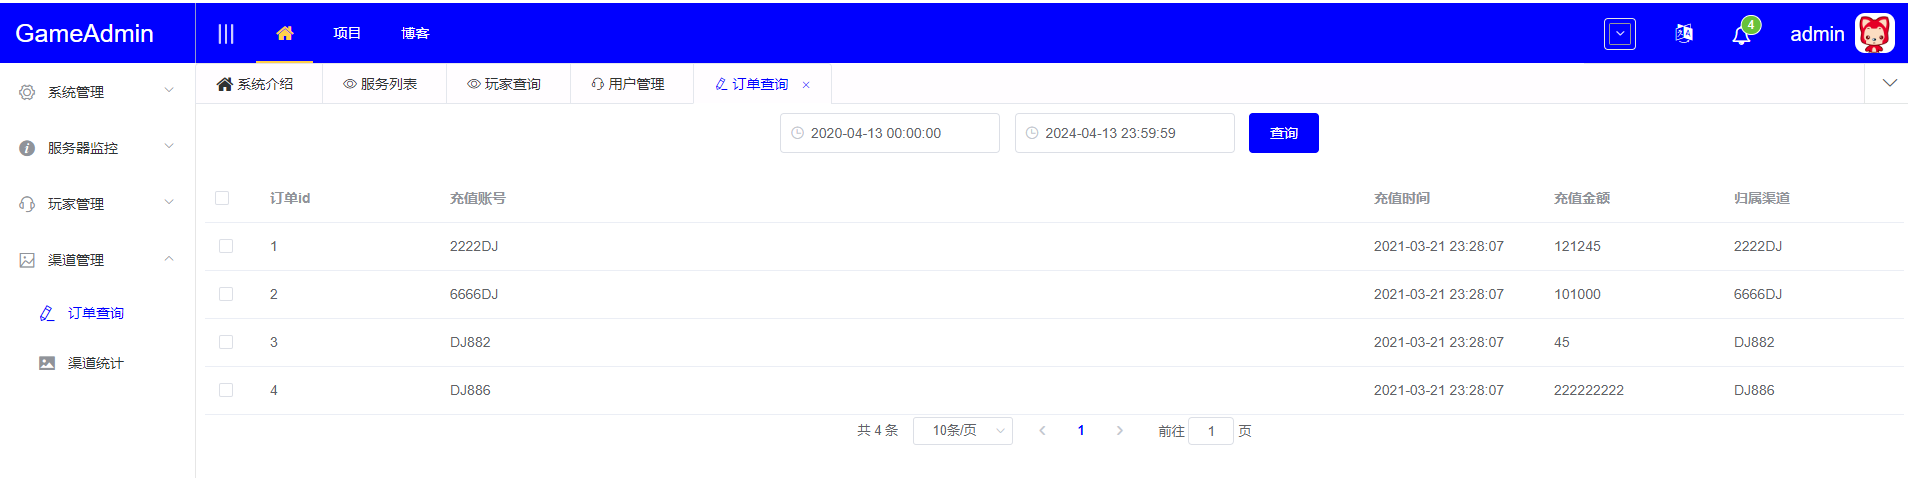 GameAdmin 项目 博客 4 admin
系统介绍 服务列表 玩家查询 用户管理 订单查询 ×
系统管理
服务器监控
玩家管理
渠道管理
订单查询
渠道统计
2020-04-13 00:00:00 2024-04-13 23:59:59 查询
订单id 充值账号 充值时间 充值金额 归属渠道
1 2222DJ 2021-03-21 23:28:07 121245 2222DJ
2 6666DJ 2021-03-21 23:28:07 101000 6666DJ
3 DJ882 2021-03-21 23:28:07 45 DJ882
4 DJ886 2021-03-21 23:28:07 222222222 DJ886
共 4 条 10条/页 1 前往 1 页